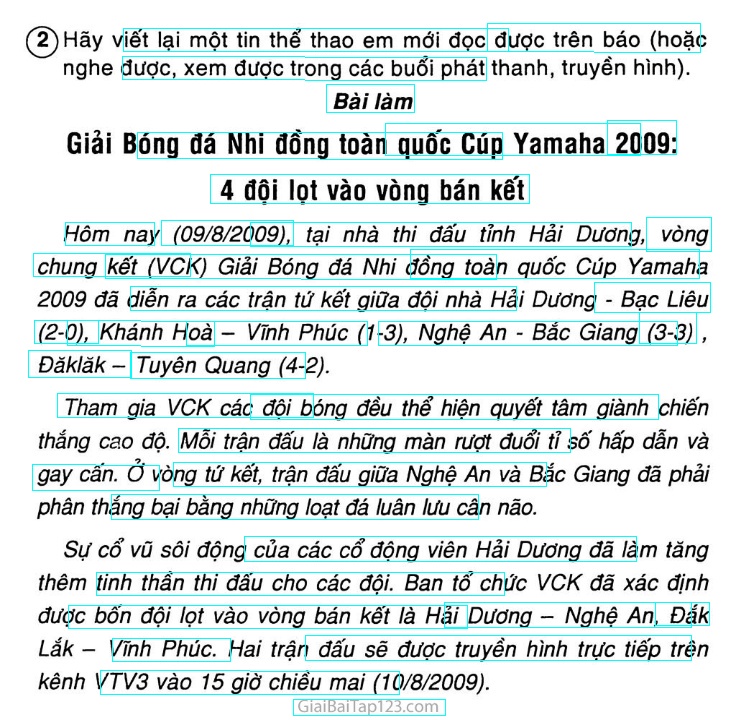 2 Hãy viết lại một tin thể thao em mới đọc được trên báo (hoặc
nghe được, xem được trong các buổi phát thanh, truyền hình).
Bài làm
Giải Bóng đá Nhi đồng toàn quốc Cúp Yamaha 2009:
4 đội lọt vào vòng bán kết
Hôm nay (09/8/2009), tại nhà thi đấu tỉnh Hải Dương, vòng
chung kết (VCK) Giải Bóng đá Nhi đồng toàn quốc Cúp Yamaha
2009 đã diễn ra các trận tứ kết giữa đội nhà Hải Dương - Bạc Liêu
(2-0), Khánh Hoà – Vĩnh Phúc (1-3), Nghệ An - Bắc Giang (3-3) ,
Đăklăk – Tuyên Quang (4-2).
Tham gia VCK các đội bóng đều thể hiện quyết tâm giành chiến
thắng cao độ. Mỗi trận đấu là những màn rượt đuổi tỉ số hấp dẫn và
gay cấn. Ở vòng tứ kết, trận đấu giữa Nghệ An và Bắc Giang đã phải
phân thắng bại bằng những loạt đá luân lưu cân não.
Sự cổ vũ sôi động của các cổ động viên Hải Dương đã làm tăng
thêm tinh thần thi đấu cho các đội. Ban tổ chức VCK đã xác định
được bốn đội lọt vào vòng bán kết là Hải Dương – Nghệ An, Đắk
Lắk – Vĩnh Phúc. Hai trận đấu sẽ được truyền hình trực tiếp trên
kênh VTV3 vào 15 giờ chiều mai (10/8/2009).
GiaiBaiTap123.com